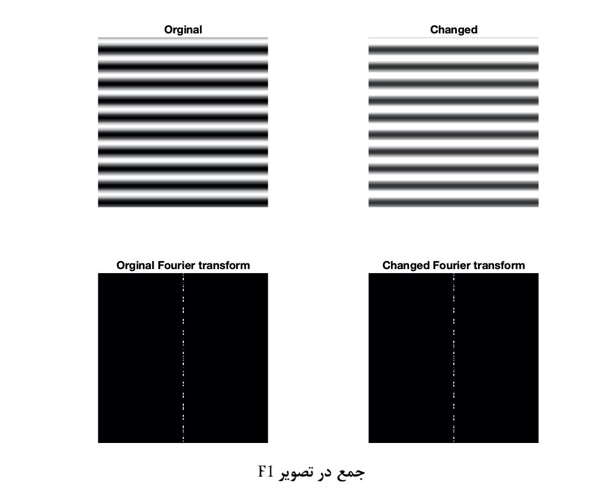 Orginal
Changed
Orginal Fourier transform
Changed Fourier transform
جمع در تصویر F1